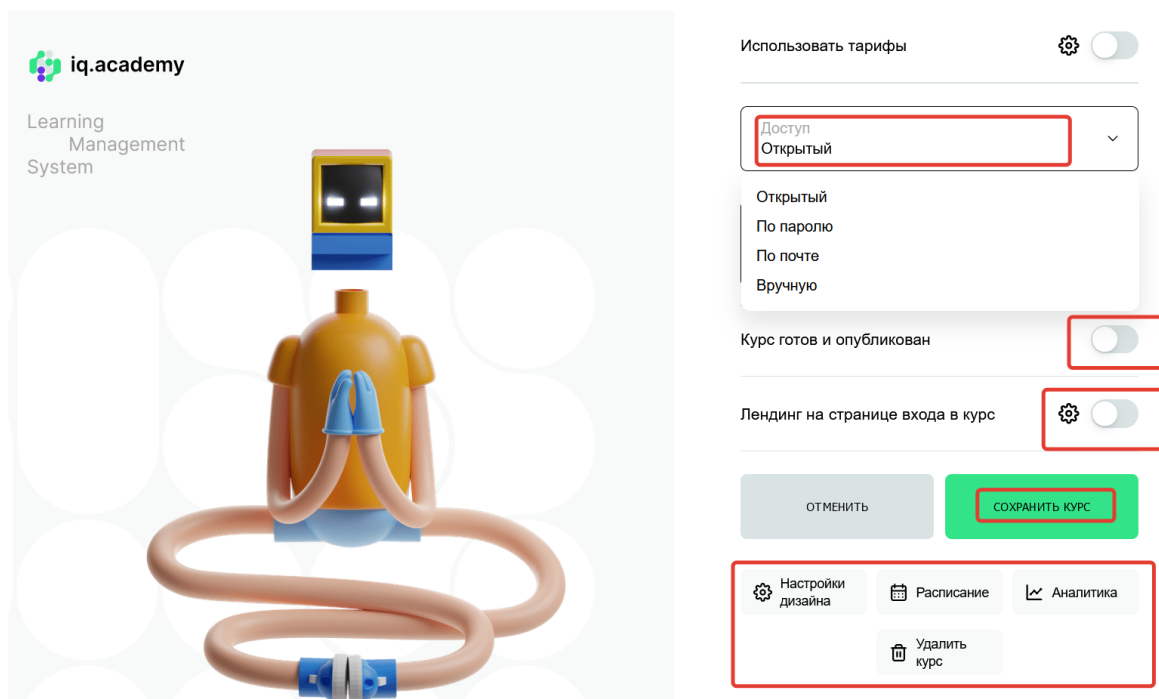 iq.academy
Learning
Management
System
Использовать тарифы
Доступ
Открытый
Открытый
По паролю
По почте
Вручную
Курс готов и опубликован
Лендинг на странице входа в курс
ОТМЕНИТЬ
СОХРАНИТЬ КУРС
Настройки
дизайна
Расписание
Аналитика
Удалить
курс